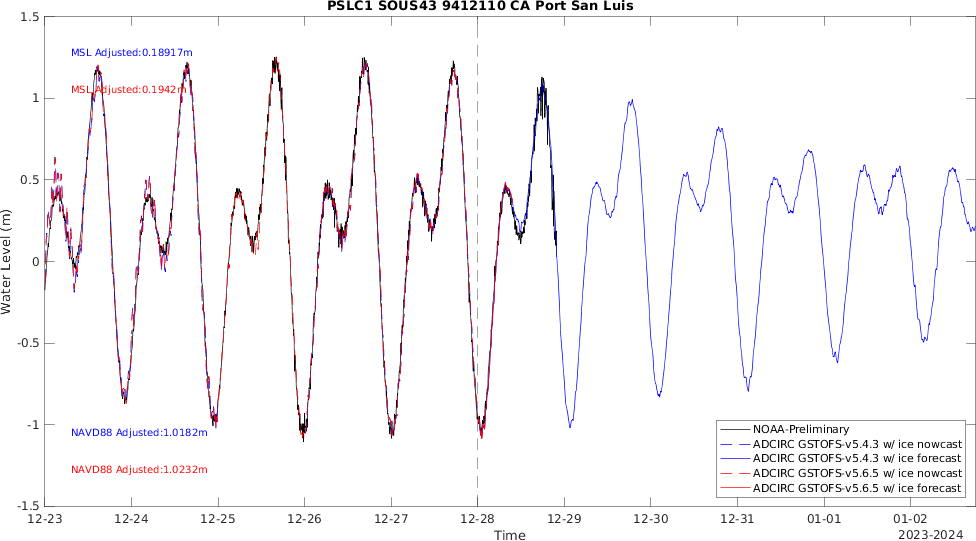 PSLC1 SOUS43 9412110 CA Port San Luis
1.5
MSL Adjusted:0.18917m
MSL Adjusted:0.1942m
1
0.5
0
-0.5
-1
-1.5
Water Level (m)
NAVD88 Adjusted:1.0182m
NAVD88 Adjusted:1.0232m
NOAA-Preliminary
ADCIRC GSTOFS-v5.4.3 w/ ice nowcast
ADCIRC GSTOFS-v5.4.3 w/ ice forecast
ADCIRC GSTOFS-v5.6.5 w/ ice nowcast
ADCIRC GSTOFS-v5.6.5 w/ ice forecast
12-23 12-24 12-25 12-26 12-27 12-28 12-29 12-30 12-31 01-01 01-02
Time
2023-2024